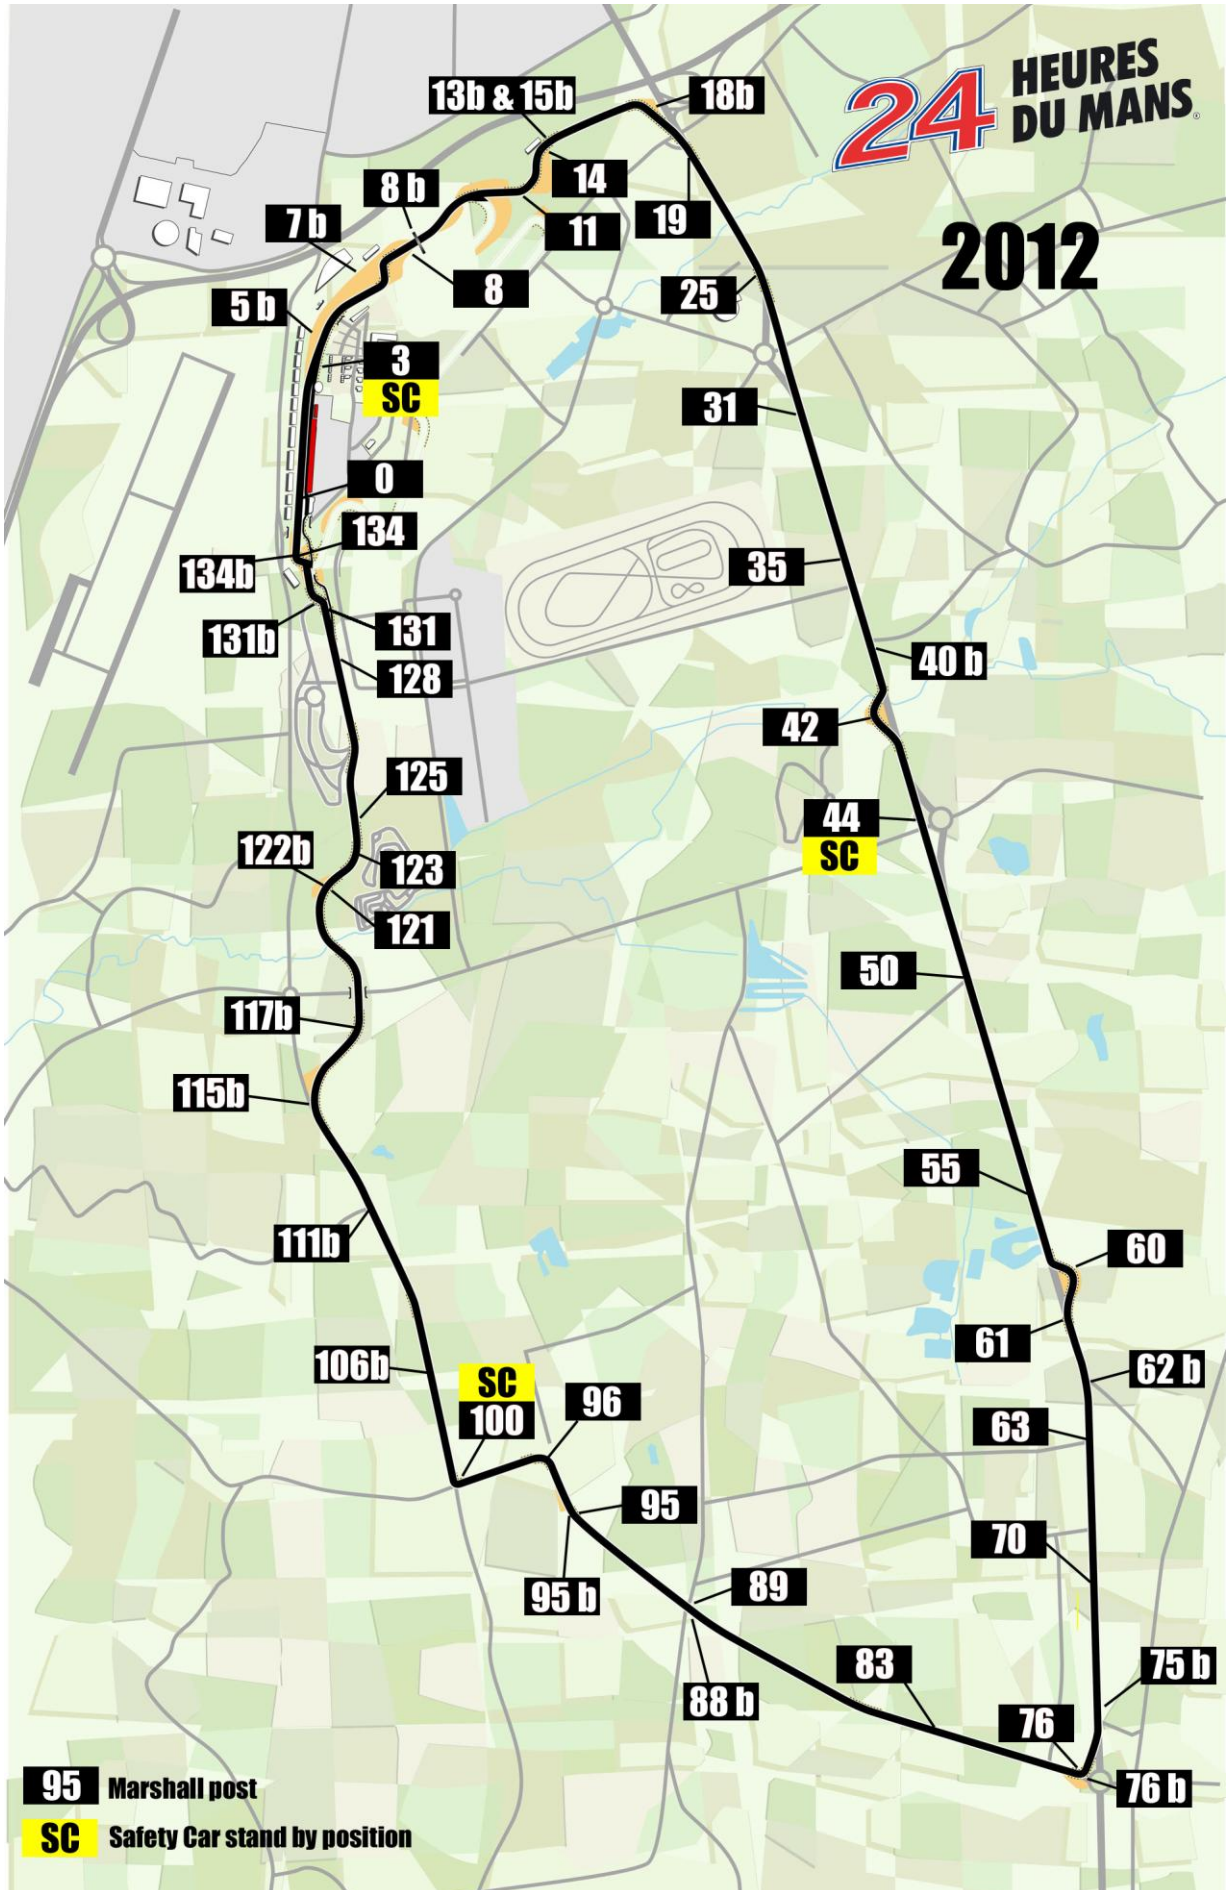 24 HEURES
DU MANS
2012
13b & 15b
18b
14
8 b
11
19
7 b
8
25
5 b
3
SC
31
0
134
35
134b
131
131b
128
40 b
42
125
44
SC
122b
123
121
50
117b
115b
55
111b
60
61
106b
SC
100
62 b
96
63
95
70
95 b
89
83
75 b
88 b
76
76 b
95 Marshall post
SC Safety Car stand by position